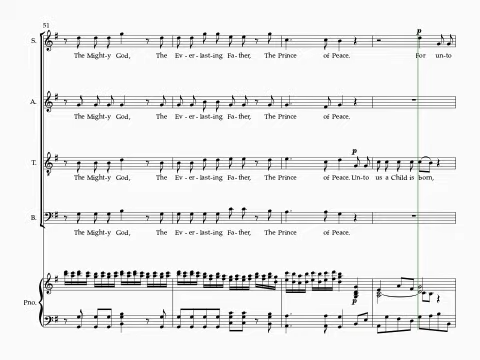 51
p
S.
The Might-y God, The Ev-er-last-ing Fa-ther, The Prince of Peace. For un-to
A.
The Might-y God, The Ev-er-last-ing Fa-ther, The Prince of Peace.
p
T.
The Might-y God, The Ev-er-last-ing Fa-ther, The Prince of Peace. Un-to us a Child is born,
B.
The Might-y God, The Ev-er-last-ing Fa-ther, The Prince of Peace.
Pno.
p